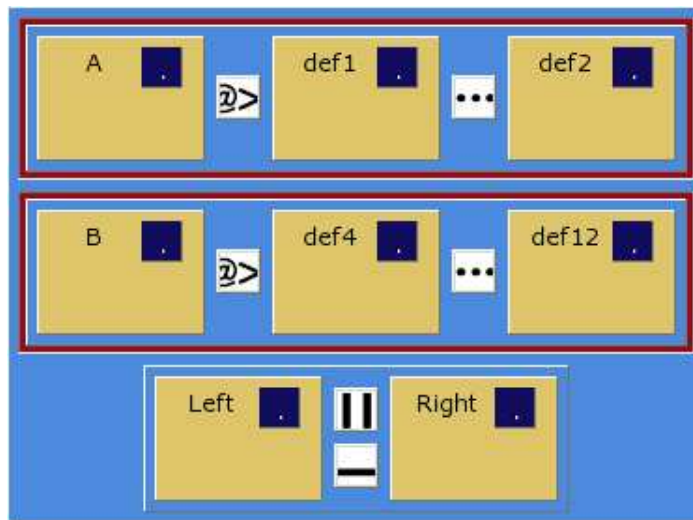 A . @> def1 . ... def2 .
B . @> def4 . ... def12 .
Left . || Right .
—